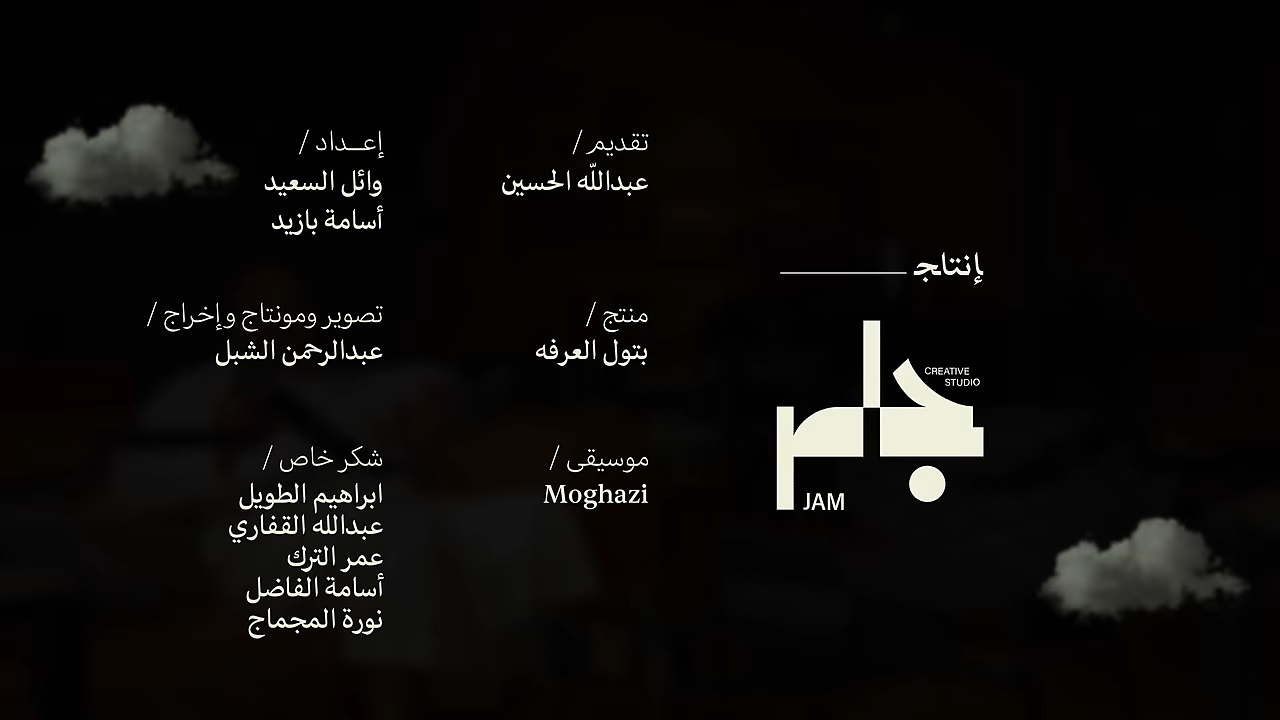 إنتاج
جام
CREATIVE
STUDIO
JAM
تقديم /
عبدالله الحسين
إعـداد /
وائل السعيد
أسامة بازيد
منتج /
بتول العرفه
تصوير ومونتاج وإخراج /
عبدالرحمن الشبل
موسيقى /
Moghazi
شكر خاص /
ابراهيم الطويل
عبدالله القفاري
عمر الترك
أسامة الفاضل
نورة المجماج